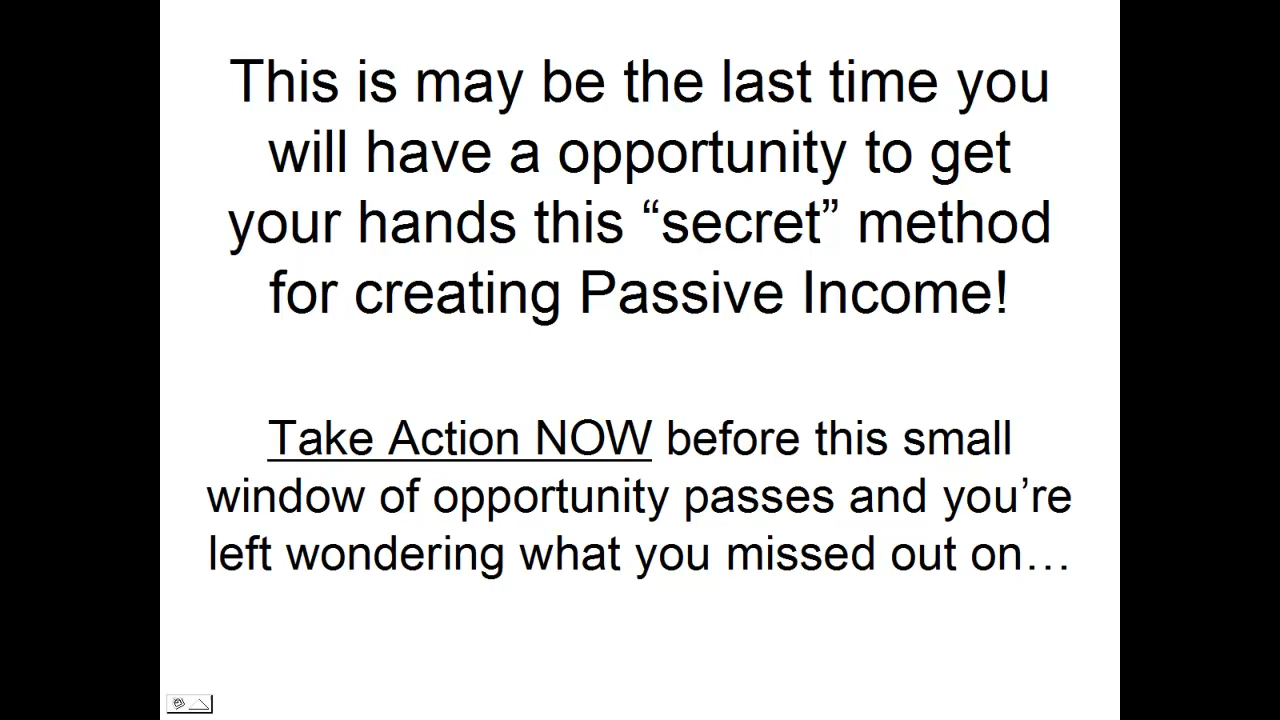 This is may be the last time you
will have a opportunity to get
your hands this “secret” method
for creating Passive Income!
Take Action NOW before this small
window of opportunity passes and you’re
left wondering what you missed out on…